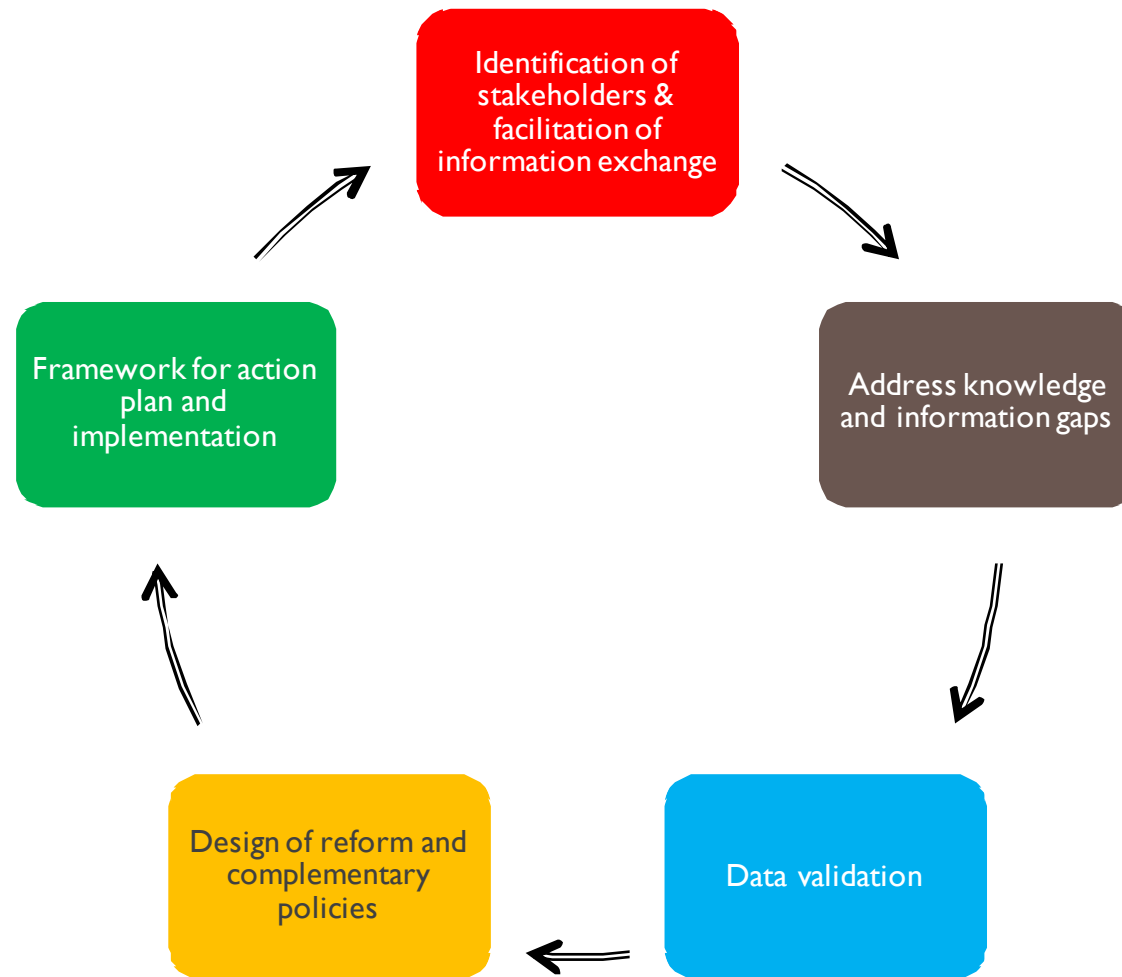 Identification of
stakeholders &
facilitation of
information exchange
Address knowledge
and information gaps
Data validation
Design of reform and
complementary
policies
Framework for action
plan and
implementation